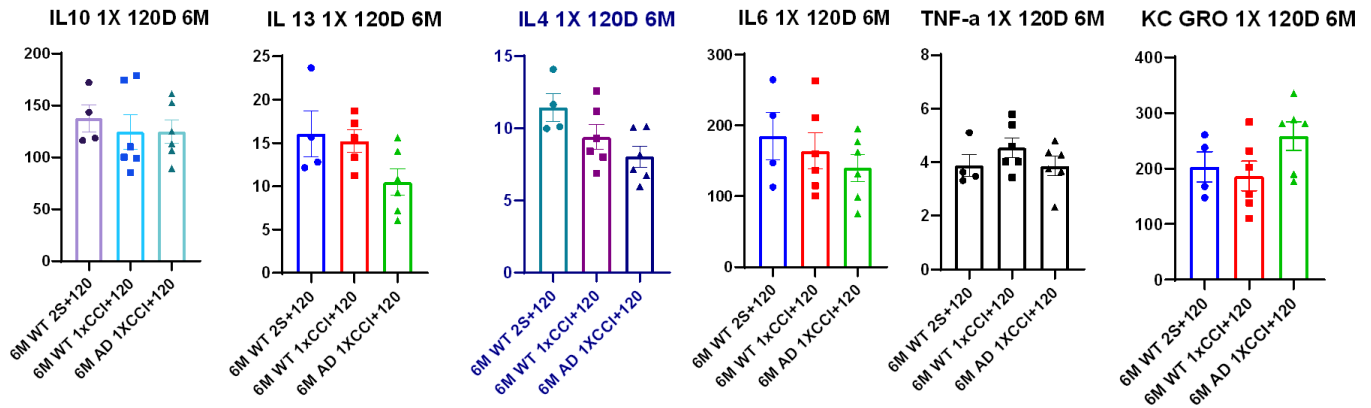 IL10 1X 120D 6M
200
150
100
50
0
6M WT 2S+120
6M WT 1xCCI+120
6M AD 1XCCI+120
IL 13 1X 120D 6M
25
20
15
10
5
0
6M WT 2S+120
6M WT 1xCCI+120
6M AD 1XCCI+120
IL4 1X 120D 6M
15
10
5
0
6M WT 2S+120
6M WT 1xCCI+120
6M AD 1XCCI+120
IL6 1X 120D 6M
300
200
100
0
6M WT 2S+120
6M WT 1xCCI+120
6M AD 1XCCI+120
TNF-a 1X 120D 6M
8
6
4
2
0
6M WT 2S+120
6M WT 1xCCI+120
6M AD 1XCCI+120
KC GRO 1X 120D 6M
400
300
200
100
0
6M WT 2S+120
6M WT 1xCCI+120
6M AD 1XCCI+120